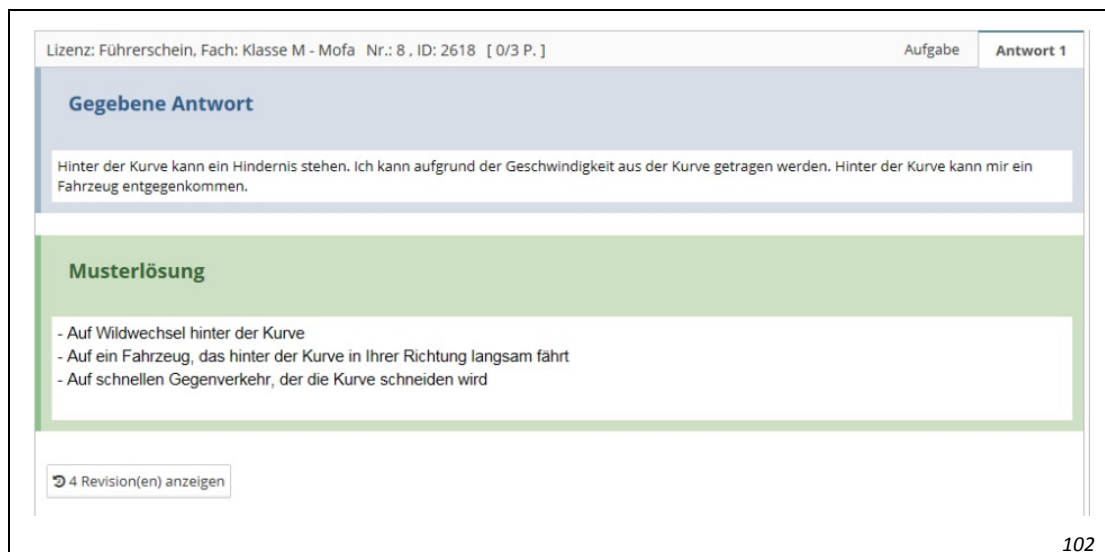 Lizenz: Führerschein, Fach: Klasse M - Mofa Nr.: 8 , ID: 2618 [ 0/3 P. ] Aufgabe Antwort 1
Gegebene Antwort
Hinter der Kurve kann ein Hindernis stehen. Ich kann aufgrund der Geschwindigkeit aus der Kurve getragen werden. Hinter der Kurve kann mir ein
Fahrzeug entgegenkommen.
Musterlösung
- Auf Wildwechsel hinter der Kurve
- Auf ein Fahrzeug, das hinter der Kurve in Ihrer Richtung langsam fährt
- Auf schnellen Gegenverkehr, der die Kurve schneiden wird
4 Revision(en) anzeigen
102